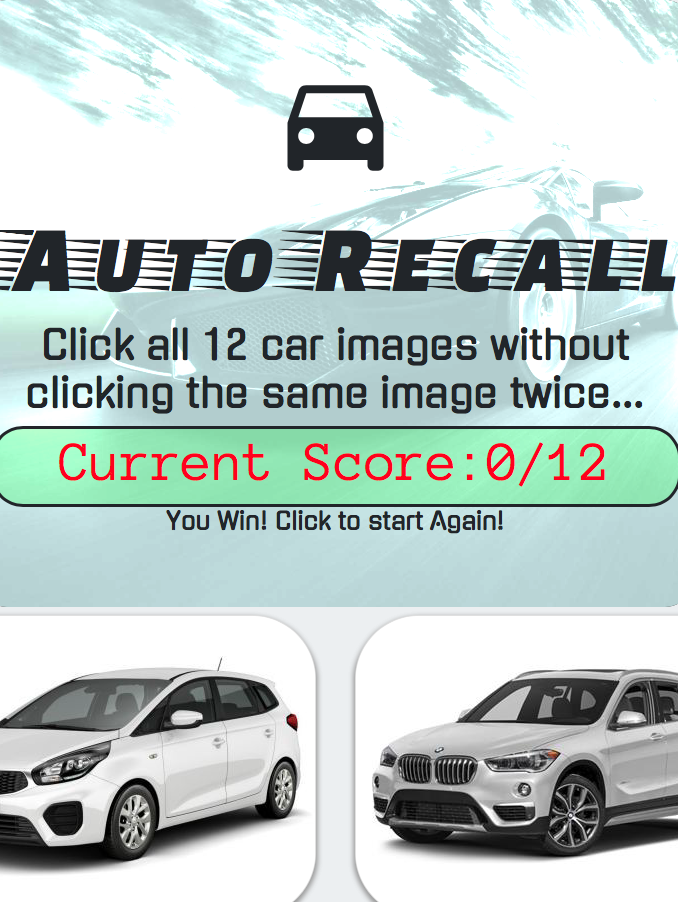 Auto Recall
Click all 12 car images without
clicking the same image twice...
Current Score:0/12
You Win! Click to start Again!